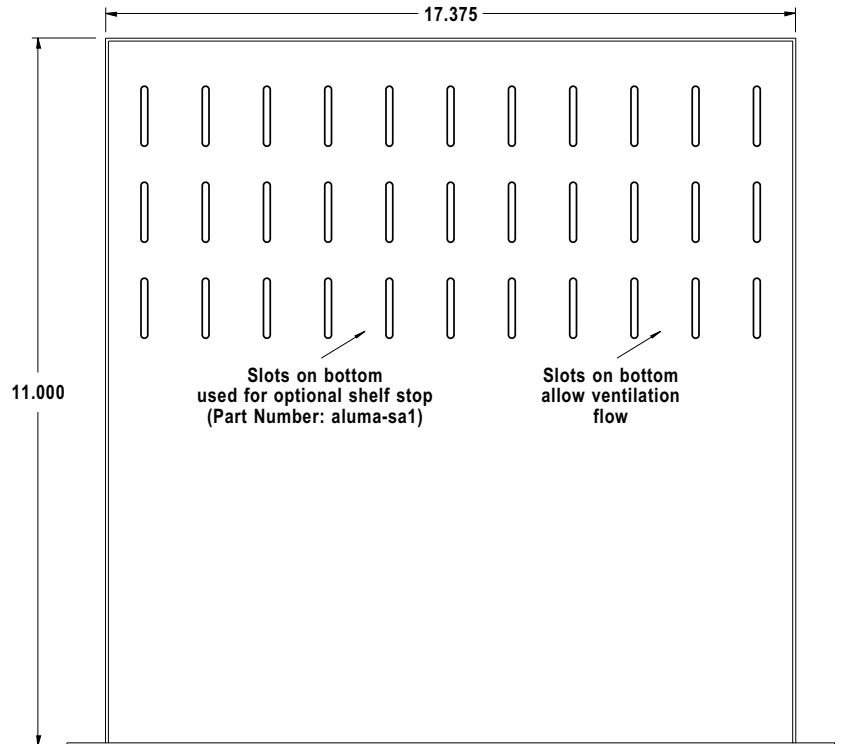 17.375
11.000
Slots on bottom
used for optional shelf stop
(Part Number: aluma-sa1)
Slots on bottom
allow ventilation
flow